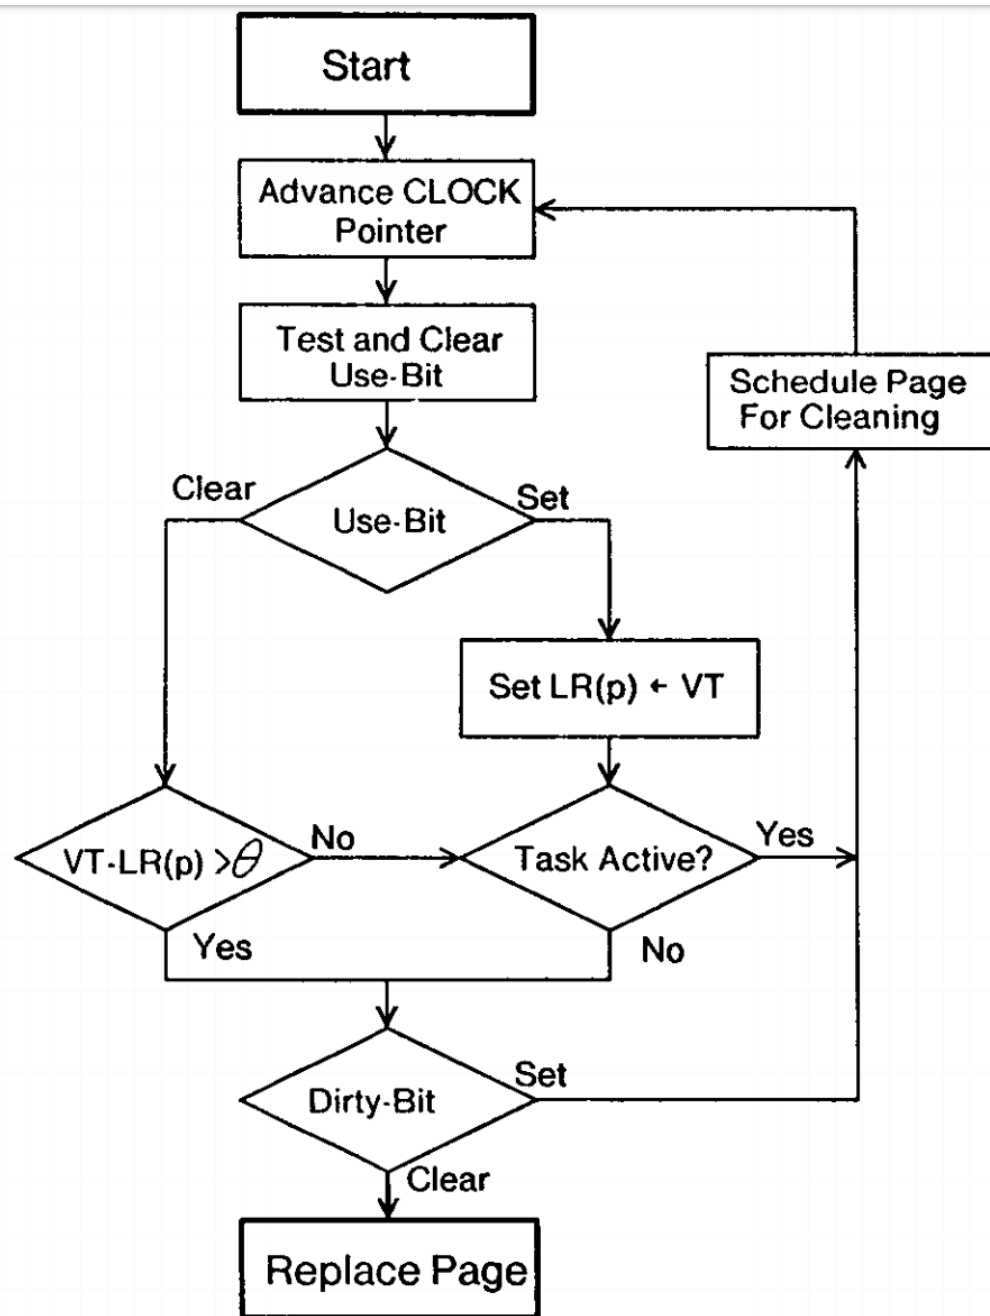 Start
Advance CLOCK
Pointer
Test and Clear
Use-Bit
Schedule Page
For Cleaning
Clear
Set
Use-Bit
Set LR(p) ← VT
VT-LR(p) >θ
No
Task Active?
Yes
Yes
No
Dirty-Bit
Set
Clear
Replace Page